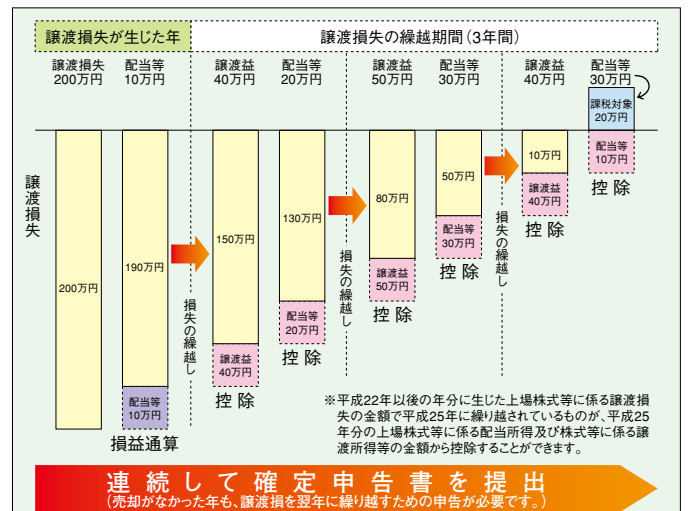 譲渡損失が生じた年
譲渡損失の繰越期間（3年間）
譲渡損失
200万円
配当等
10万円
譲渡益
40万円
配当等
20万円
譲渡益
50万円
配当等
30万円
譲渡益
40万円
配当等
30万円
課税対象
20万円
譲渡損失
200万円
190万円
配当等
10万円
損益通算
損失の繰越し
150万円
譲渡益
40万円
控除
130万円
配当等
20万円
控除
損失の繰越し
80万円
譲渡益
50万円
控除
50万円
配当等
30万円
控除
損失の繰越し
10万円
譲渡益
40万円
控除
配当等
10万円
控除
※平成22年以後の年分に生じた上場株式等に係る譲渡損
失の金額で平成25年に繰り越されているものが、平成25
年分の上場株式等に係る配当所得及び株式等に係る譲
渡所得等の金額から控除することができます。
連続して確定申告書を提出
（売却がなかった年も、譲渡損を翌年に繰り越すための申告が必要です。）